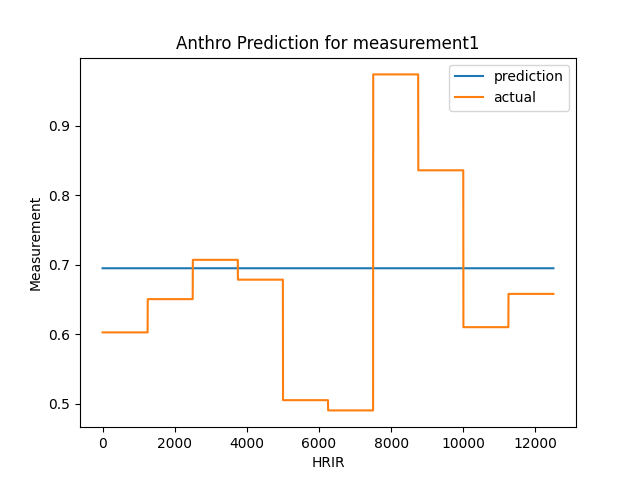 Anthro Prediction for measurement1
prediction
actual
Measurement
0.9
0.8
0.7
0.6
0.5
0 2000 4000 6000 8000 10000 12000
HRIR